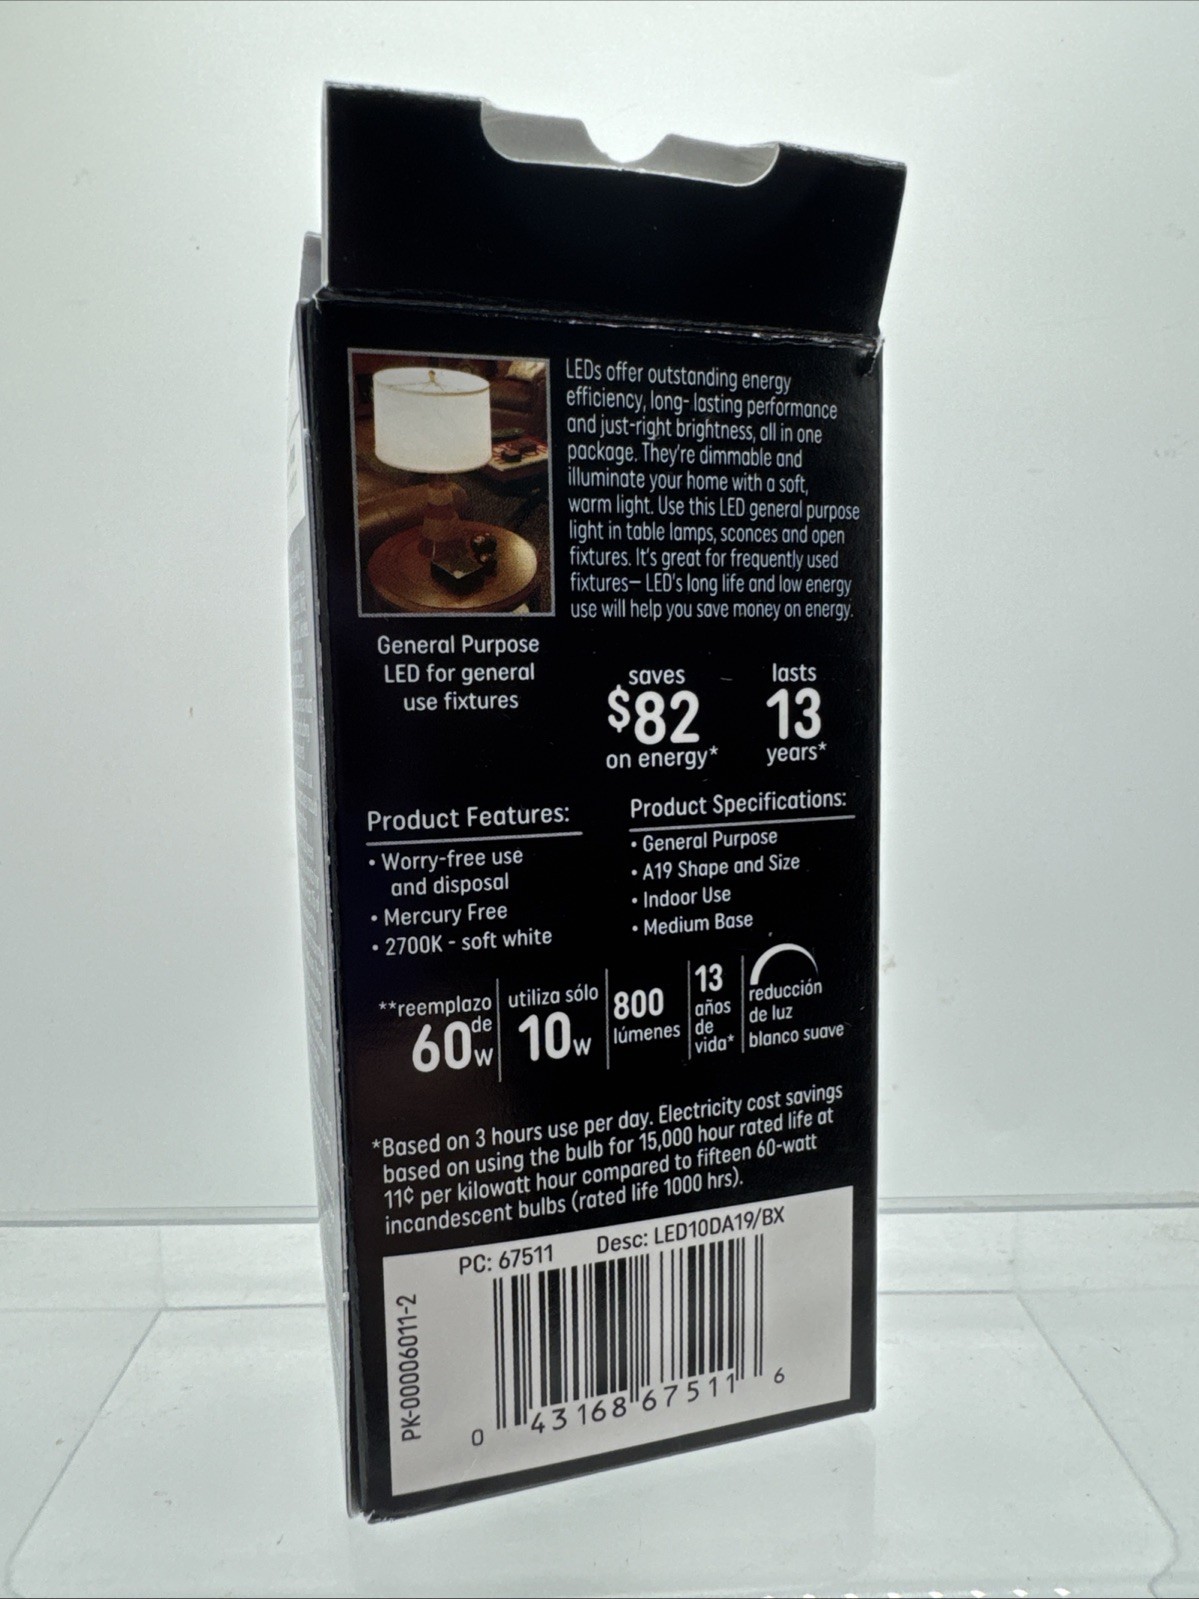 LEDs offer outstanding energy
efficiency, long- lasting performance
and just-right brightness, all in one
package. They're dimmable and
illuminate your home with a soft,
warm light. Use this LED general purpose
light in table lamps, sconces and open
fixtures. It's great for frequently used
fixtures– LED's long life and low energy
use will help you save money on energy.
General Purpose
LED for general
use fixtures
saves
$82
on energy*
lasts
13
years*
Product Features:
• Worry-free use
and disposal
• Mercury Free
• 2700K - soft white
Product Specifications:
• General Purpose
• A19 Shape and Size
• Indoor Use
• Medium Base
**reemplazo
de
60w
utiliza sólo
10w
800
lúmenes
13
años
de
vida*
reducción
de luz
blanco suave
*Based on 3 hours use per day. Electricity cost savings
based on using the bulb for 15,000 hour rated life at
11¢ per kilowatt hour compared to fifteen 60-watt
incandescent bulbs (rated life 1000 hrs).
PC: 67511 Desc: LED10DA19/BX
PK-00006011-2
0 43168 67511 6